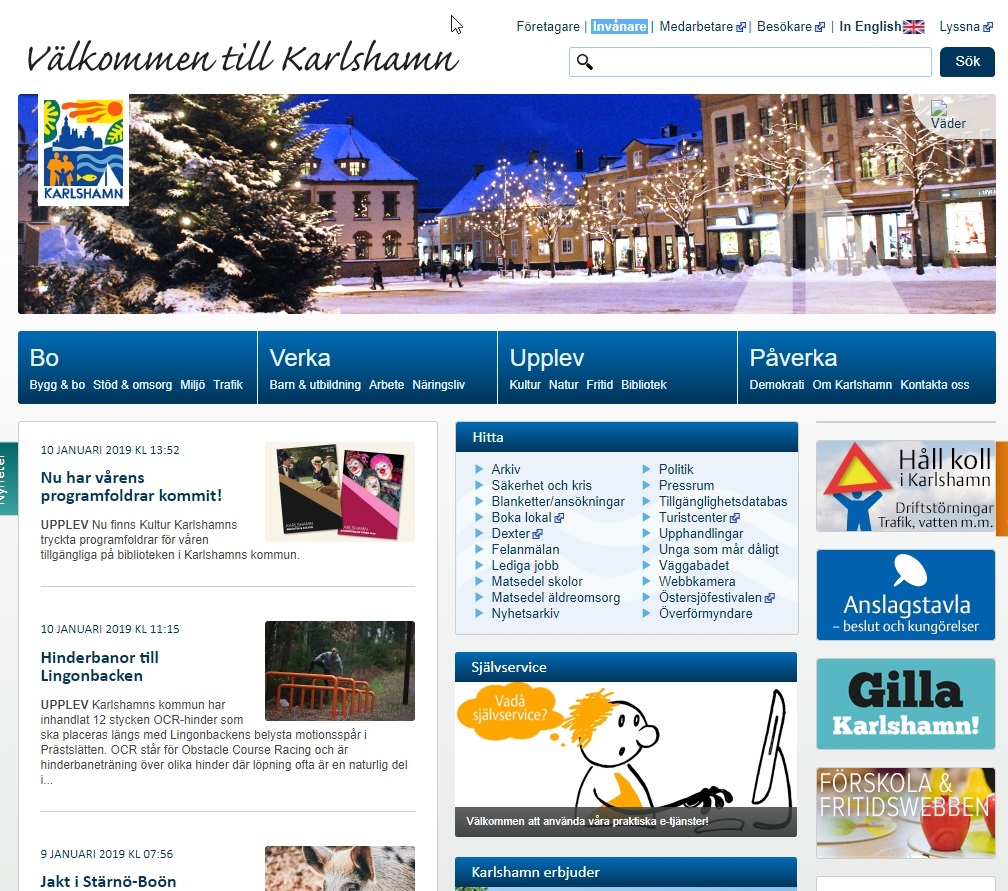 Företagare | Invånare | Medarbetare | Besökare | In English Lyssna
Välkommen till Karlshamn
Sök
KARLSHAMN
Väder
Bo
Bygg & bo Stöd & omsorg Miljö Trafik
Verka
Barn & utbildning Arbete Näringsliv
Upplev
Kultur Natur Fritid Bibliotek
Påverka
Demokrati Om Karlshamn Kontakta oss
Nyheter
10 JANUARI 2019 KL 13:52
Nu har vårens
programfoldrar kommit!
UPPLEV Nu finns Kultur Karlshamns
tryckta programfoldrar för våren
tillgängliga på biblioteken i Karlshamns kommun.
KARLSHAMN
KARLSHAMN
10 JANUARI 2019 KL 11:15
Hinderbanor till
Lingonbacken
UPPLEV Karlshamns kommun har
inhandlat 12 stycken OCR-hinder som
ska placeras längs med Lingonbackens belysta motionsspår i
Prästslätten. OCR står för Obstacle Course Racing och är
hinderbaneträning över olika hinder där löpning ofta är en naturlig del
i...
9 JANUARI 2019 KL 07:56
Jakt i Stärnö-Boön
Hitta
Arkiv
Säkerhet och kris
Blanketter/ansökningar
Boka lokal
Dexter
Felanmälan
Lediga jobb
Matsedel skolor
Matsedel äldreomsorg
Nyhetsarkiv
Politik
Pressrum
Tillgänglighetsdatabas
Turistcenter
Upphandlingar
Unga som mår dåligt
Väggabadet
Webbkamera
Östersjöfestivalen
Överförmyndare
Självservice
Vadå
självservice?
Välkommen att använda våra praktiska e-tjänster!
Karlshamn erbjuder
Håll koll
i Karlshamn
Driftstörningar
Trafik, vatten m.m.
Anslagstavla
– beslut och kungörelser
Gilla
Karlshamn!
FÖRSKOLA &
FRITIDSWEBBEN